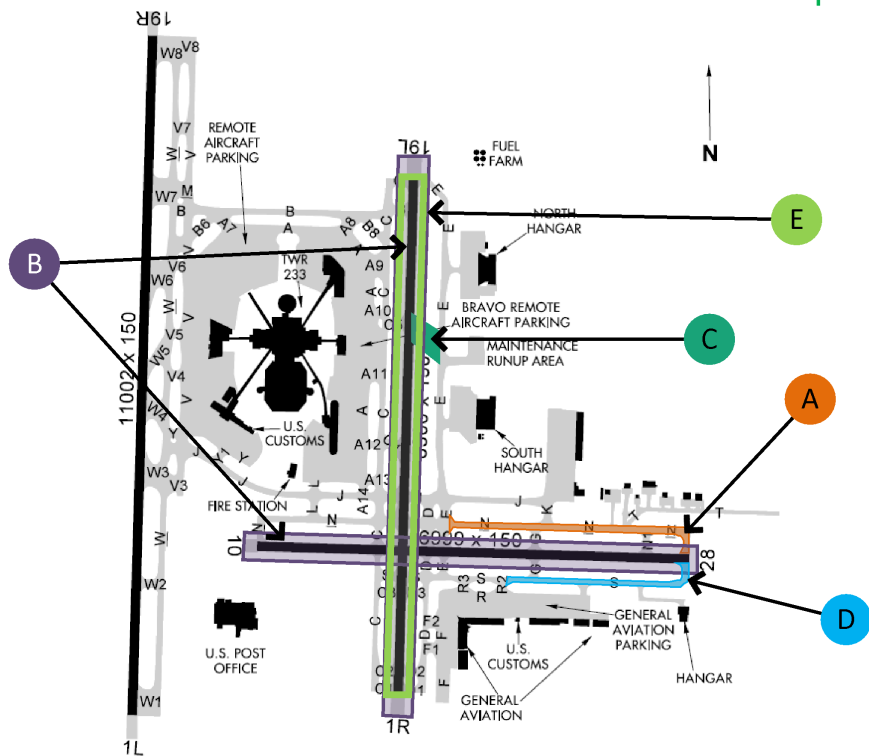 19R
W8 V8
V7
W
V
REMOTE
AIRCRAFT
PARKING
19L
FUEL
FARM
N
W7 M
B
B6 A7
B
A
A8 B8
C
E
E
NORTH
HANGAR
E
B
V
V6
W6
TWR
233
A9
A
C
A10
E
BRAVO REMOTE
AIRCRAFT PARKING
C
W
V
V5
W5
MAINTENANCE
RUNUP AREA
11002 x 150
V4
V
A11
E
A
W4
A
C
U.S.
CUSTOMS
Y
J
Y1 Y
A12
SOUTH
HANGAR
W3
V3
J
A13
A14
FIRE STATION
L
J
L
D
E
J
K
T
T
N
N
N
N
N1
N
W
10
6999 x 150
28
C
D
E
G
G
W2
R3
S
R
R2
S
D
C
F2
D
F
F1
U.S. POST
OFFICE
U.S.
CUSTOMS
GENERAL
AVIATION
PARKING
HANGAR
F
GENERAL
AVIATION
W1
1L
1R